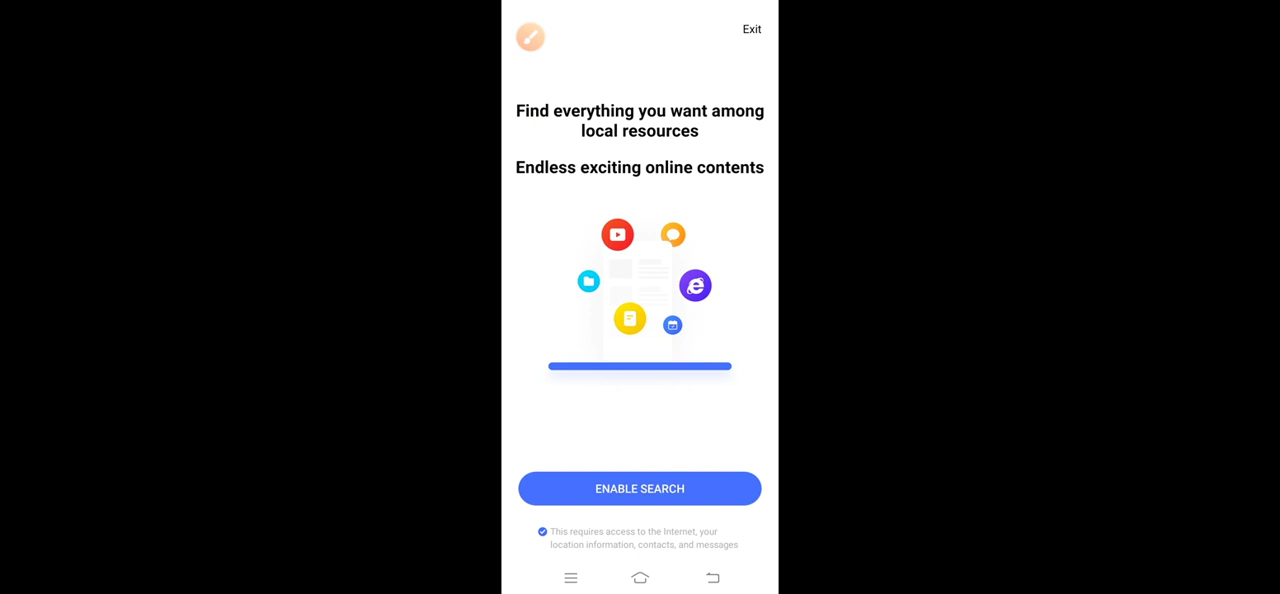 Exit
Find everything you want among
local resources
Endless exciting online contents
ENABLE SEARCH
This requires access to the Internet, your
location information, contacts, and messages